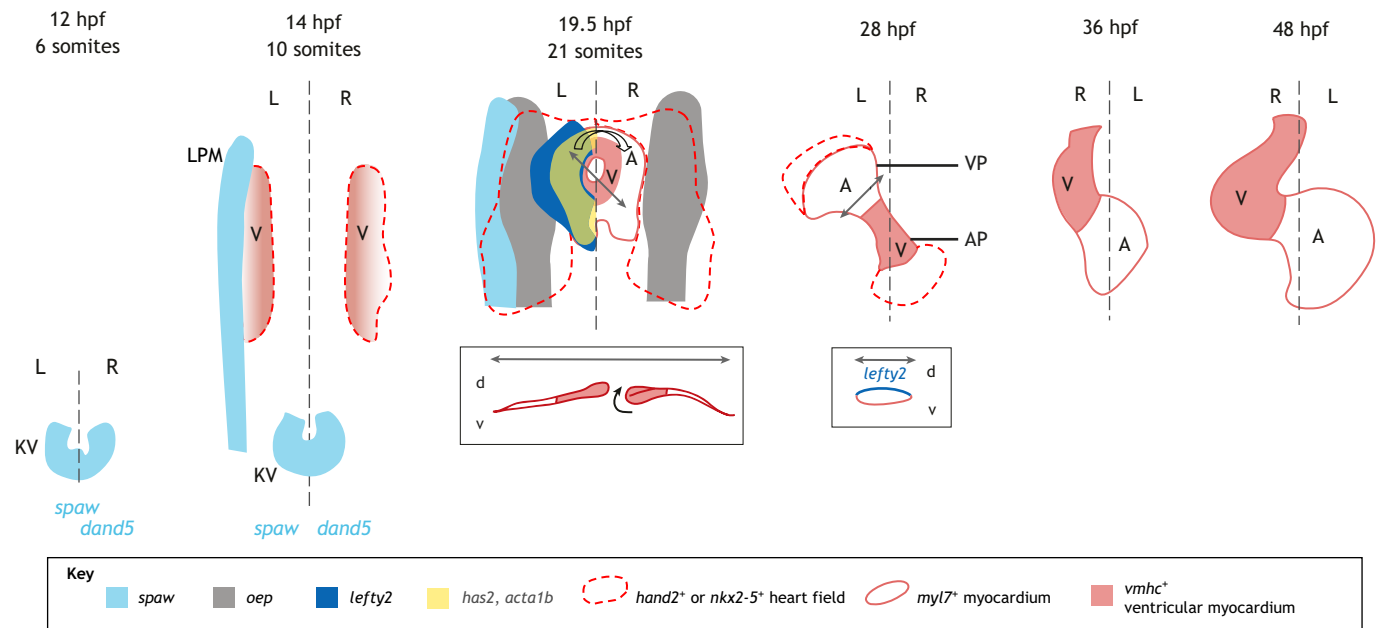 12 hpf
6 somites
14 hpf
10 somites
19.5 hpf
21 somites
28 hpf
36 hpf
48 hpf
L R
L R
L R
L R
R L
R L
LPM
V V
A
V
A
V
VP
AP
V
A
V
A
KV
KV
spaw
dand5
spaw dand5
d
v
lefty2
d
v
Key
spaw
oep
lefty2
has2, acta1b
hand2+ or nkx2-5+ heart field
myl7+ myocardium
vmhc+
ventricular myocardium